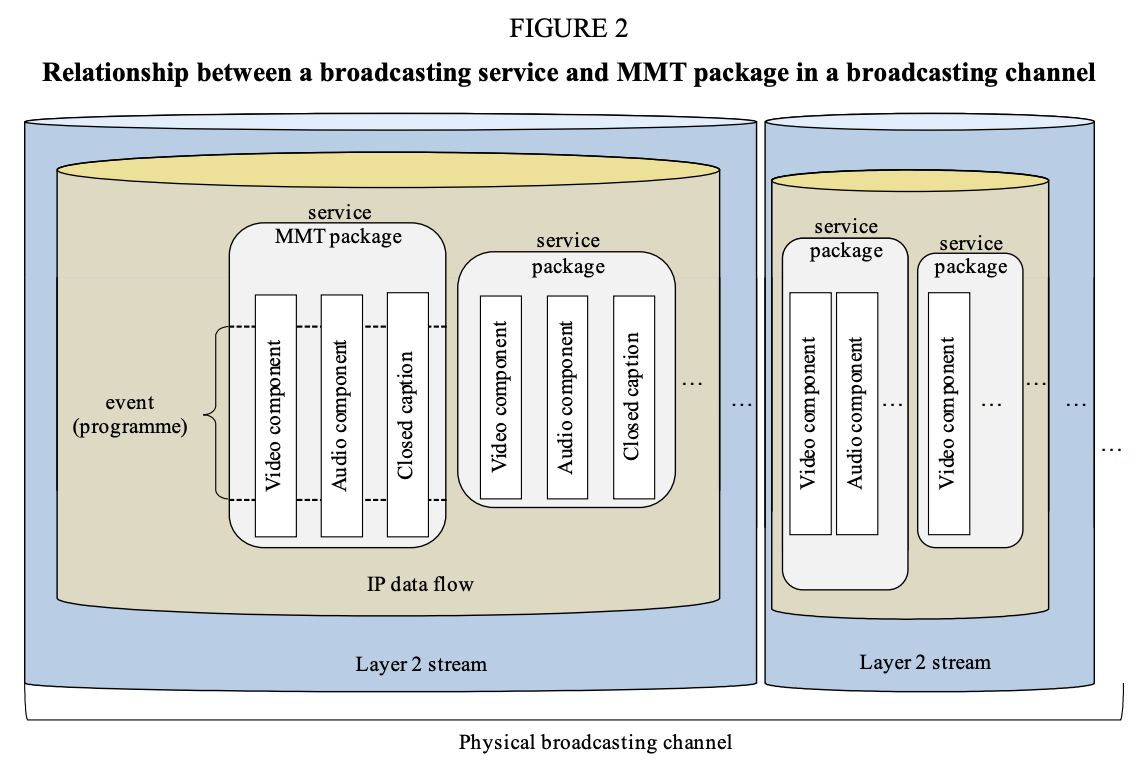 FIGURE 2
Relationship between a broadcasting service and MMT package in a broadcasting channel
service
MMT package
Video component
Audio component
Closed caption
event
(programme)
service
package
Video component
Audio component
Closed caption
...
...
IP data flow
Layer 2 stream
service
package
Video component
Audio component
...
service
package
Video component
...
...
...
Layer 2 stream
...
Physical broadcasting channel